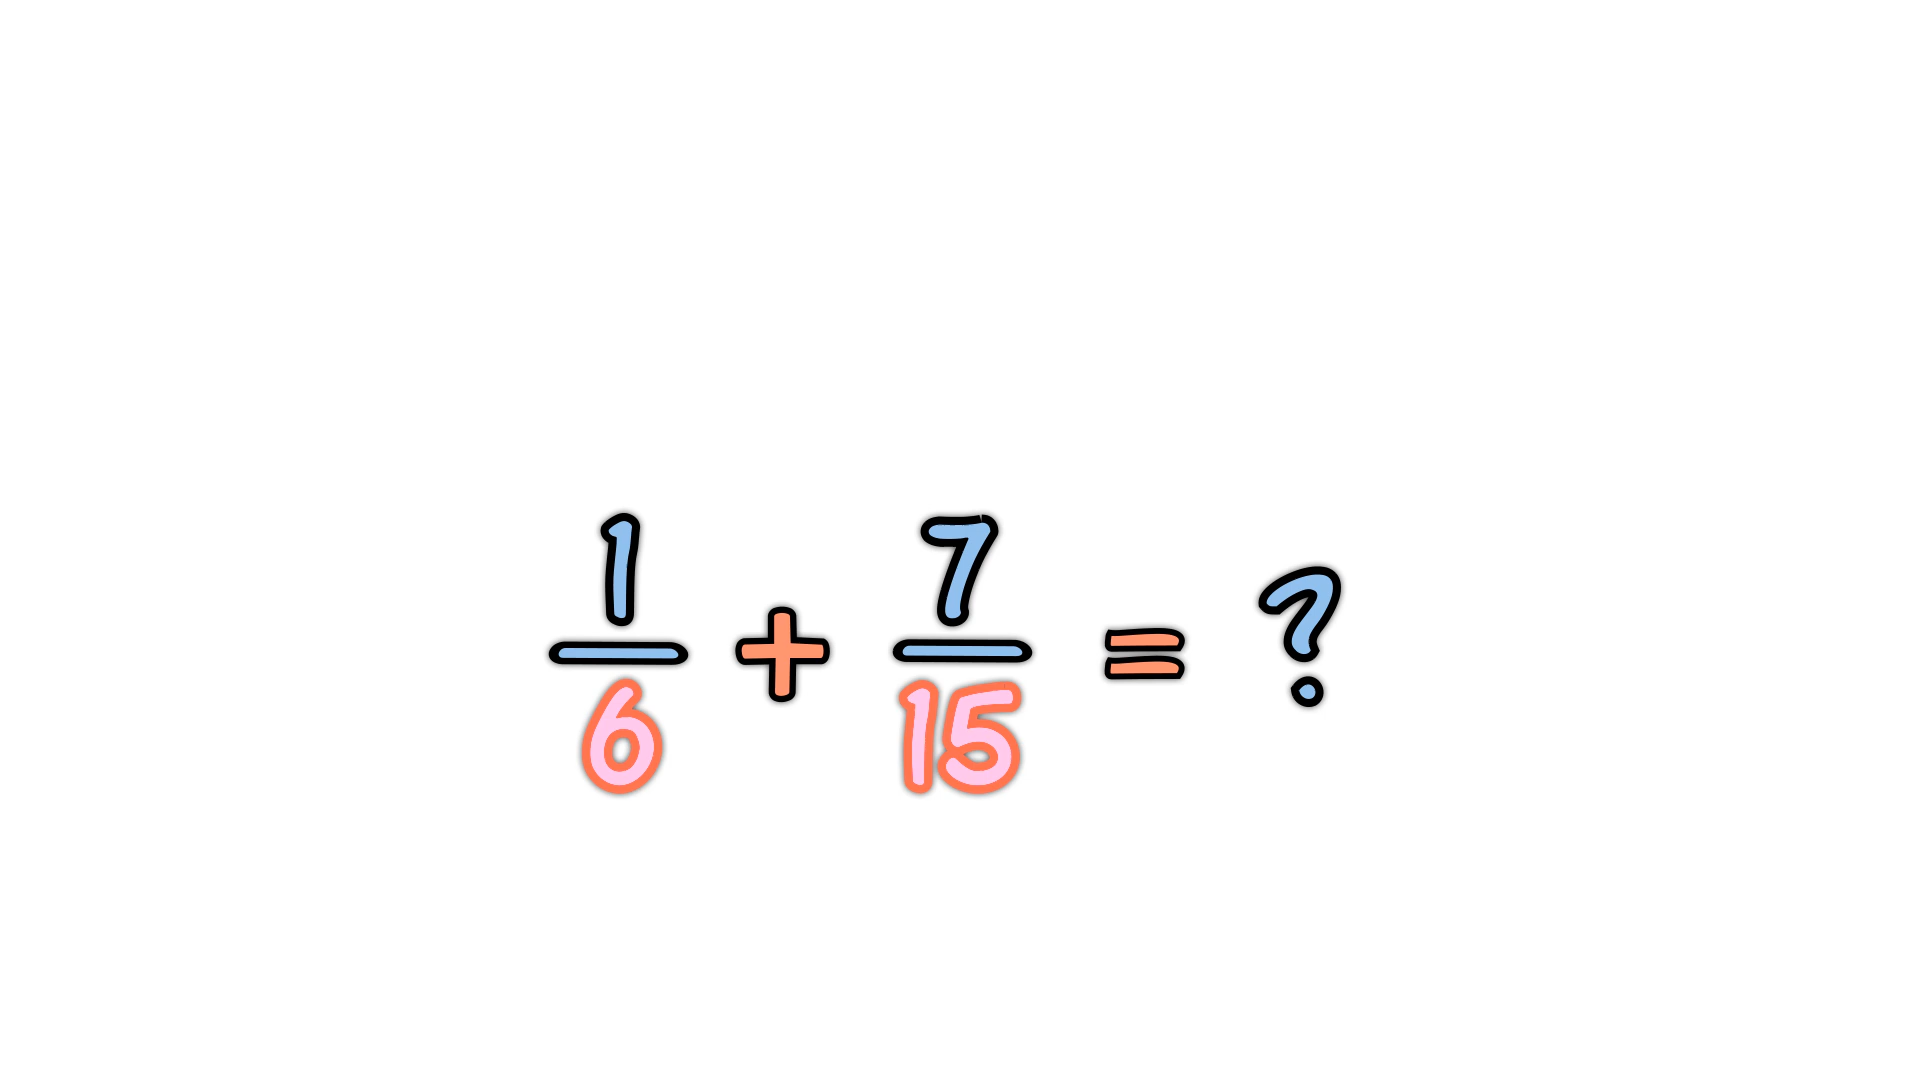 1/6 + 7/15 = ?